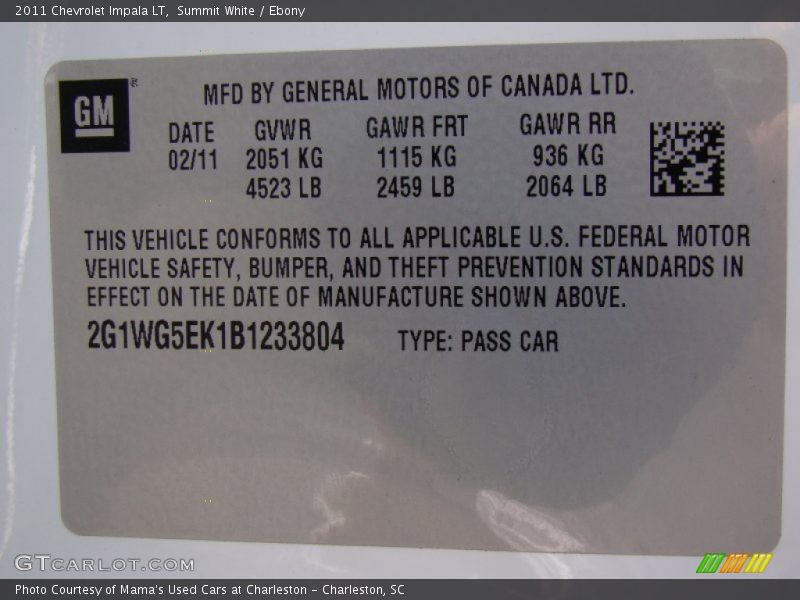 2011 Chevrolet Impala LT,  Summit White / Ebony
GM ®
MFD BY GENERAL MOTORS OF CANADA LTD.
DATE GVWR GAWR FRT GAWR RR
02/11 2051 KG 1115 KG 936 KG
4523 LB 2459 LB 2064 LB
THIS VEHICLE CONFORMS TO ALL APPLICABLE U.S. FEDERAL MOTOR
VEHICLE SAFETY, BUMPER, AND THEFT PREVENTION STANDARDS IN
EFFECT ON THE DATE OF MANUFACTURE SHOWN ABOVE.
2G1WG5EK1B1233804 TYPE: PASS CAR
GTCARLOT.COM
Photo Courtesy of Mama's Used Cars at Charleston - Charleston, SC